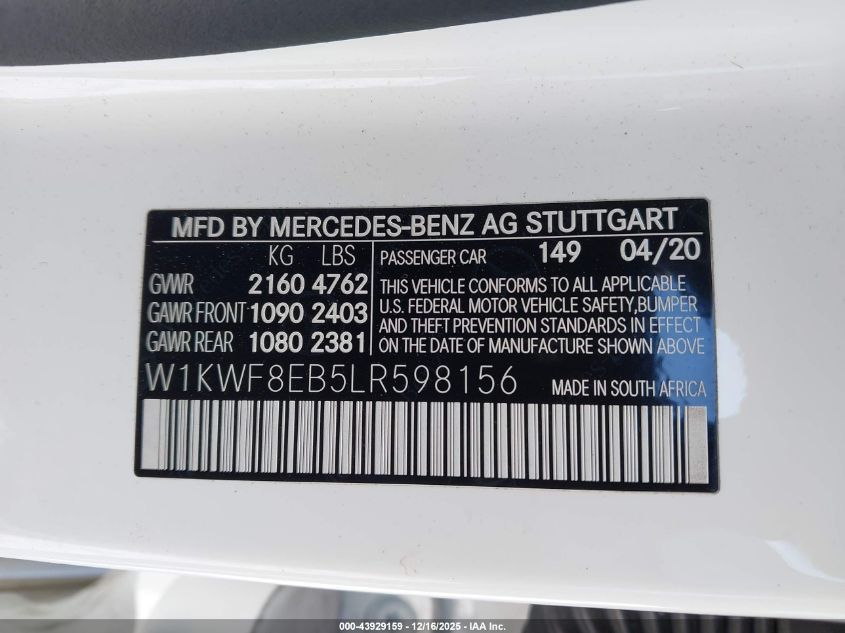 MFD BY MERCEDES-BENZ AG STUTTGART
KG LBS
GVWR 2160 4762
GAWR FRONT 1090 2403
GAWR REAR 1080 2381
PASSENGER CAR 149 04/20
THIS VEHICLE CONFORMS TO ALL APPLICABLE
U.S. FEDERAL MOTOR VEHICLE SAFETY,BUMPER
AND THEFT PREVENTION STANDARDS IN EFFECT
ON THE DATE OF MANUFACTURE SHOWN ABOVE
W1KWF8EB5LR598156 MADE IN SOUTH AFRICA
000-43929159 - 12/16/2025 - IAA Inc.